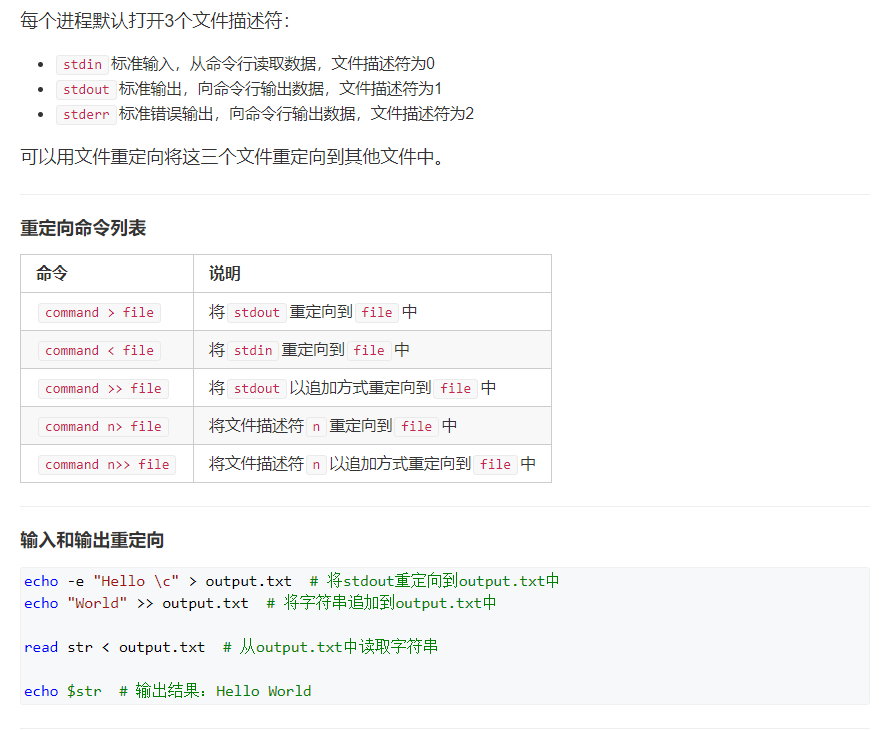 每个进程默认打开3个文件描述符：
• stdin 标准输入，从命令行读取数据，文件描述符为0
• stdout 标准输出，向命令行输出数据，文件描述符为1
• stderr 标准错误输出，向命令行输出数据，文件描述符为2
可以用文件重定向将这三个文件重定向到其他文件中。
重定向命令列表
命令 说明
command > file 将 stdout 重定向到 file 中
command < file 将 stdin 重定向到 file 中
command >> file 将 stdout 以追加方式重定向到 file 中
command n> file 将文件描述符 n 重定向到 file 中
command n>> file 将文件描述符 n 以追加方式重定向到 file 中
输入和输出重定向
echo -e "Hello \c" > output.txt  # 将stdout重定向到output.txt中
echo "World" >> output.txt  # 将字符串追加到output.txt中
read str < output.txt  # 从output.txt中读取字符串
echo $str  # 输出结果：Hello World